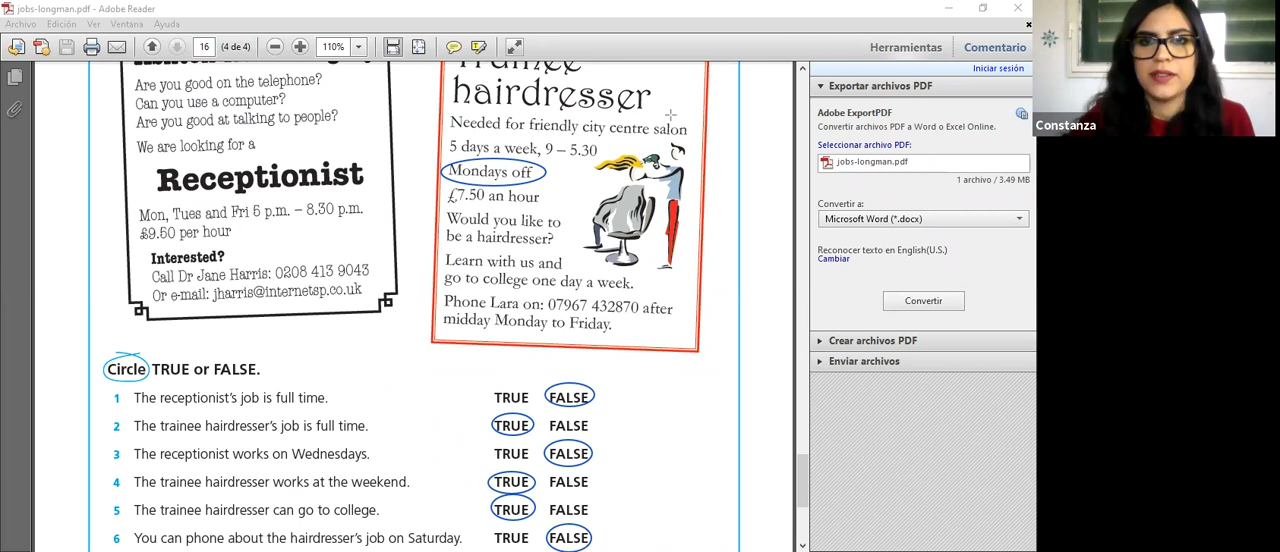 jobs-longman.pdf - Adobe Reader
Archivo Edición Ver Ventana Ayuda
16 (4 de 4) 110% Herramientas Comentario
Are you good on the telephone?
Can you use a computer?
Are you good at talking to people?
We are looking for a
Receptionist
Mon, Tues and Fri 5 p.m. – 8.30 p.m.
£9.50 per hour
Interested?
Call Dr Jane Harris: 0208 413 9043
Or e-mail: jharris@internetsp.co.uk
Trainee
hairdresser
Needed for friendly city centre salon
5 days a week, 9 – 5.30
Mondays off
£7.50 an hour
Would you like to
be a hairdresser?
Learn with us and
go to college one day a week.
Phone Lara on: 07967 432870 after
midday Monday to Friday.
Circle TRUE or FALSE.
1 The receptionist's job is full time. TRUE FALSE
2 The trainee hairdresser's job is full time. TRUE FALSE
3 The receptionist works on Wednesdays. TRUE FALSE
4 The trainee hairdresser works at the weekend. TRUE FALSE
5 The trainee hairdresser can go to college. TRUE FALSE
6 You can phone about the hairdresser's job on Saturday. TRUE FALSE
Iniciar sesión
Exportar archivos PDF
Adobe ExportPDF
Convertir archivos PDF a Word o Excel Online.
Seleccionar archivo PDF:
jobs-longman.pdf
1 archivo / 3.49 MB
Convertir a:
Microsoft Word (*.docx)
Reconocer texto en English(U.S.)
Cambiar
Convertir
Crear archivos PDF
Enviar archivos
Constanza